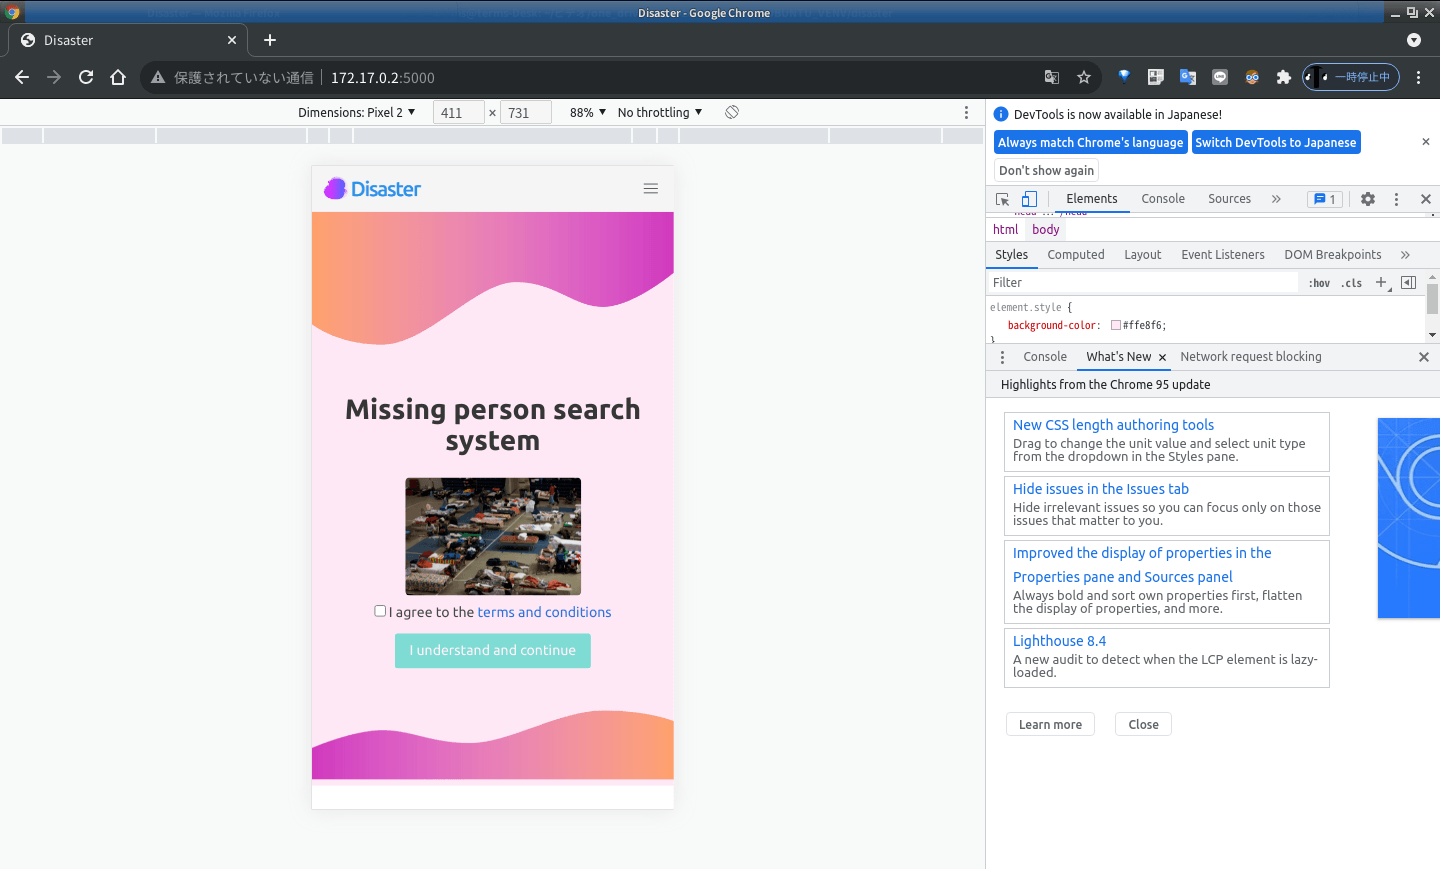 Disaster - Google Chrome
Disaster
保護されていない通信
172.17.0.2:5000
一時停止中
Dimensions: Pixel 2
411
×
731
88%
No throttling
Disaster
Missing person search
system
I agree to the terms and conditions
I understand and continue
DevTools is now available in Japanese!
Always match Chrome's language
Switch DevTools to Japanese
Don't show again
Elements
Console
Sources
1
html
body
Styles
Computed
Layout
Event Listeners
DOM Breakpoints
Filter
:hov
.cls
element.style {
background-color: #ffe8f6;
}
Console
What's New
Network request blocking
Highlights from the Chrome 95 update
New CSS length authoring tools
Drag to change the unit value and select unit type
from the dropdown in the Styles pane.
Hide issues in the Issues tab
Hide irrelevant issues so you can focus only on those
issues that matter to you.
Improved the display of properties in the
Properties pane and Sources panel
Always bold and sort own properties first, flatten
the display of properties, and more.
Lighthouse 8.4
A new audit to detect when the LCP element is lazy-
loaded.
Learn more
Close